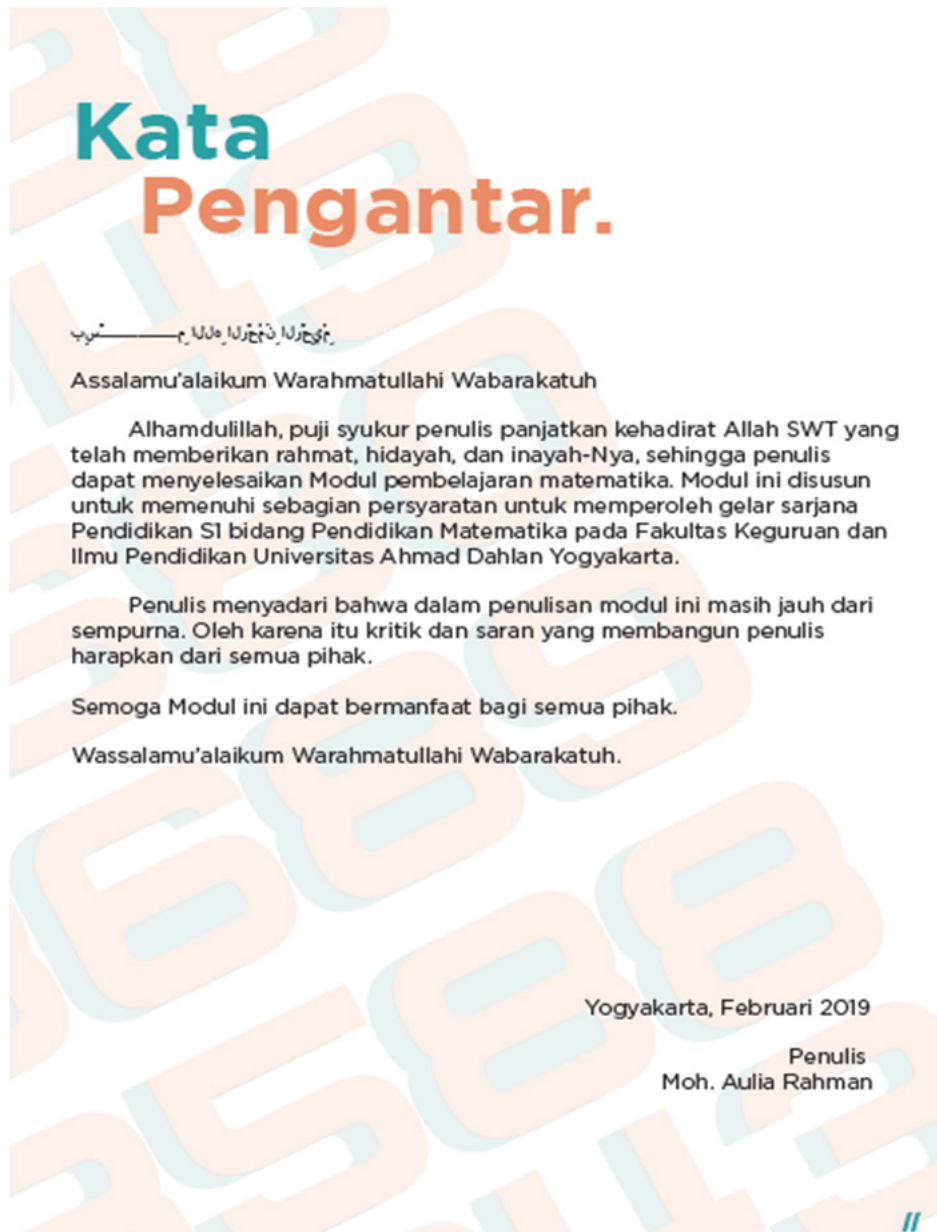 Kata
Pengantar.
بِسْــــــــمِ اللهِ الرَّحْمَنِ الرَّحِيْمِ
Assalamu'alaikum Warahmatullahi Wabarakatuh
Alhamdulillah, puji syukur penulis panjatkan kehadirat Allah SWT yang
telah memberikan rahmat, hidayah, dan inayah-Nya, sehingga penulis
dapat menyelesaikan Modul pembelajaran matematika. Modul ini disusun
untuk memenuhi sebagian persyaratan untuk memperoleh gelar sarjana
Pendidikan S1 bidang Pendidikan Matematika pada Fakultas Keguruan dan
Ilmu Pendidikan Universitas Ahmad Dahlan Yogyakarta.
Penulis menyadari bahwa dalam penulisan modul ini masih jauh dari
sempurna. Oleh karena itu kritik dan saran yang membangun penulis
harapkan dari semua pihak.
Semoga Modul ini dapat bermanfaat bagi semua pihak.
Wassalamu'alaikum Warahmatullahi Wabarakatuh.
Yogyakarta, Februari 2019
Penulis
Moh. Aulia Rahman
II